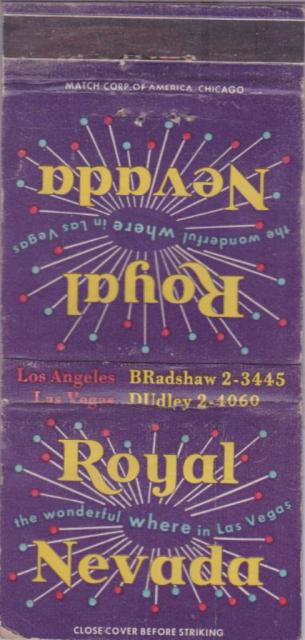 MATCH CORP. OF AMERICA, CHICAGO
Royal
the wonderful where in Las Vegas
Nevada
Los Angeles BRadshaw 2-3445
Las Vegas DUdley 2-4060
Royal
the wonderful where in Las Vegas
Nevada
CLOSE COVER BEFORE STRIKING